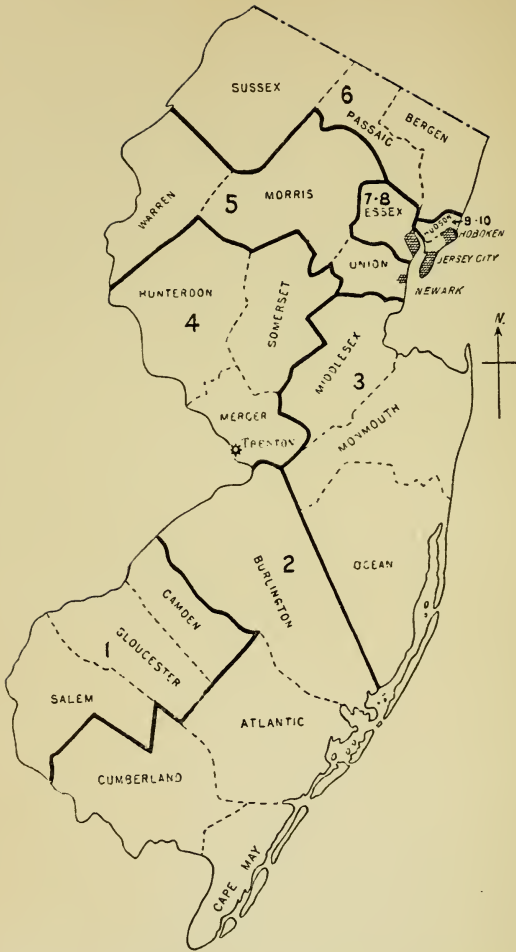 SUSSEX
6
PASSAIC
BERGEN
WARREN
5
MORRIS
7-8
ESSEX
HUDSON
9-10
HOBOKEN
UNION
JERSEY CITY
NEWARK
HUNTERDON
4
SOMERSET
MIDDLESEX
3
N.
MERCER
TRENTON
MONMOUTH
2
BURLINGTON
OCEAN
CAMDEN
1
GLOUCESTER
SALEM
ATLANTIC
CUMBERLAND
CAPE MAY